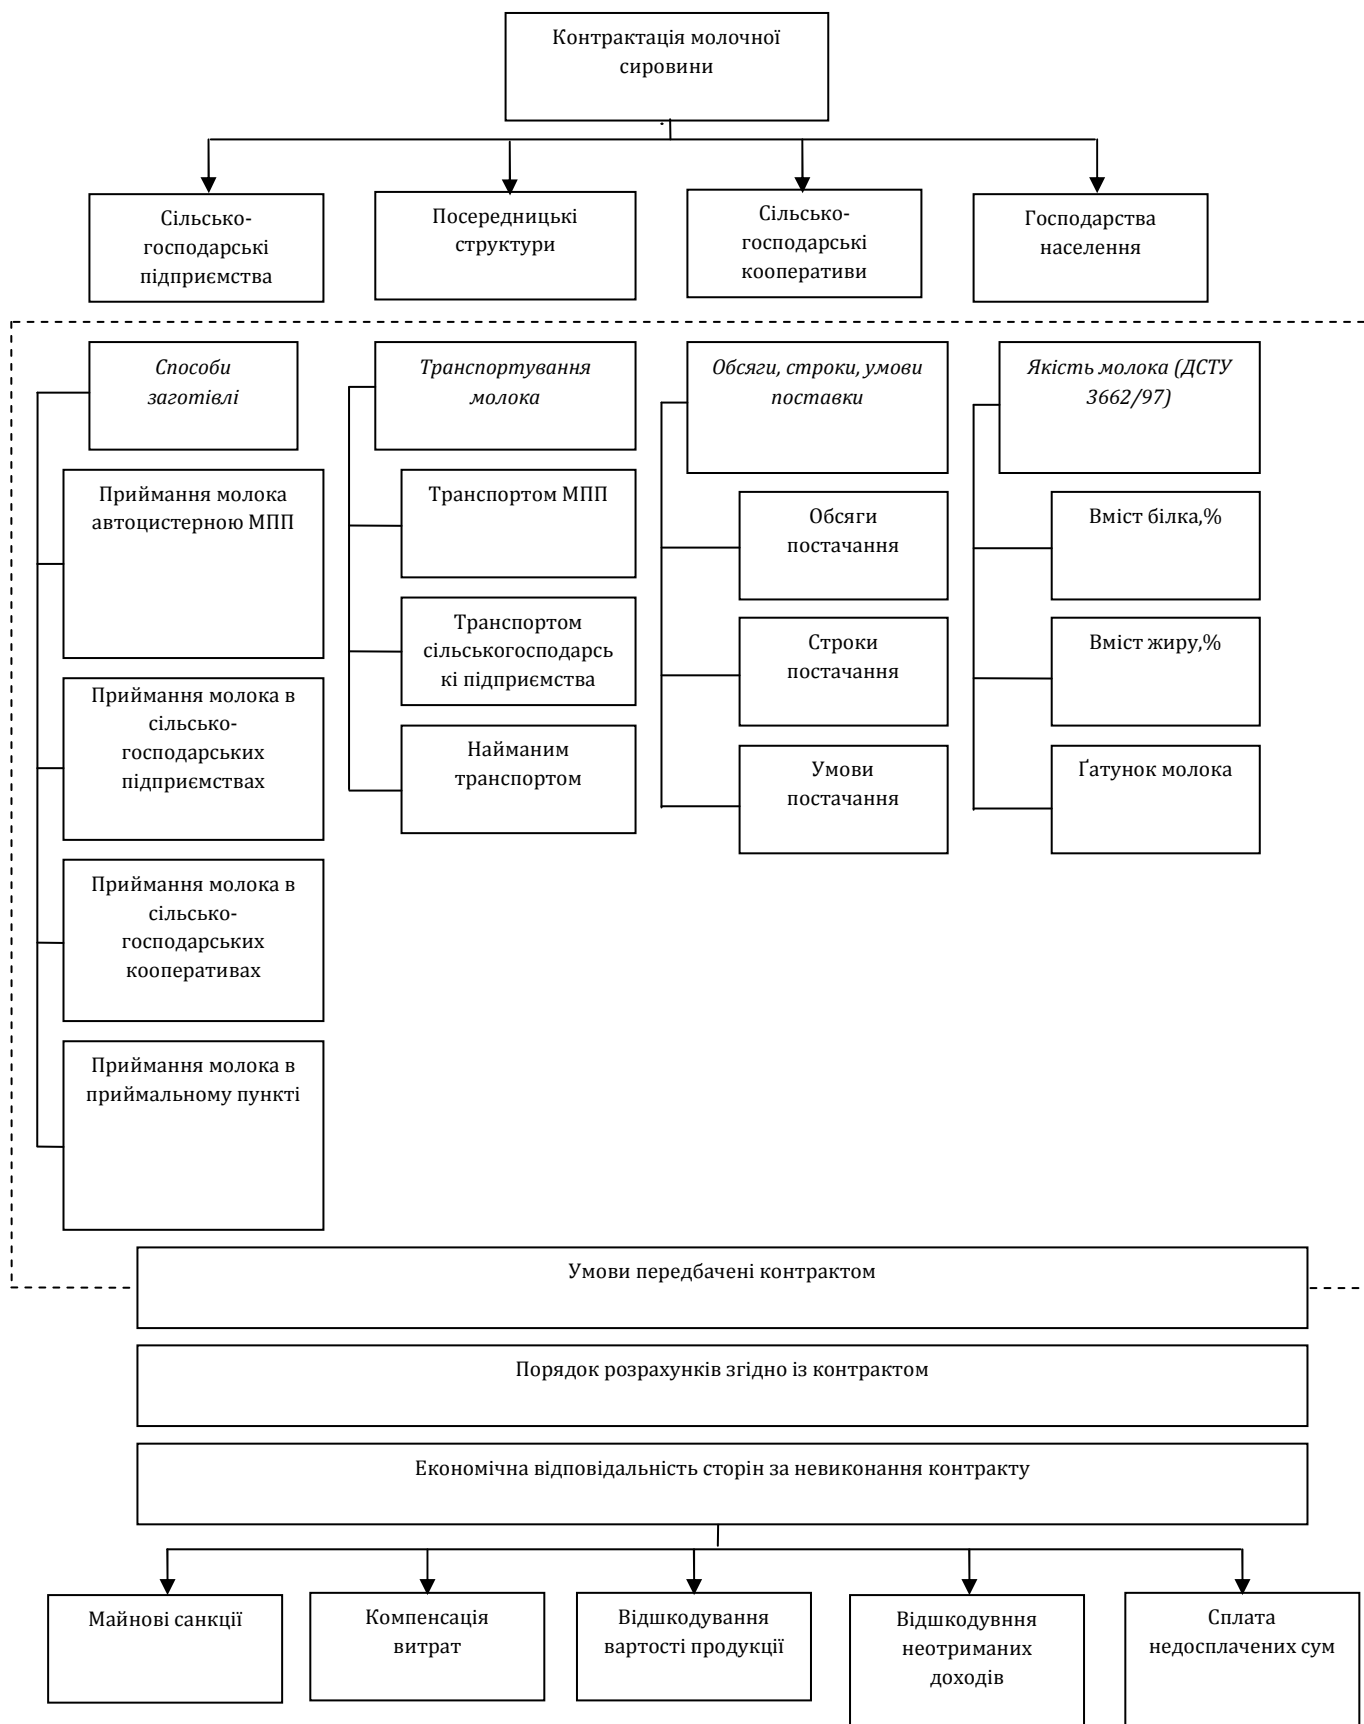 Контрактація молочної
сировини
Сільсько-
господарські
підприємства
Посередницькі
структури
Сільсько-
господарські
кооперативи
Господарства
населення
Способи
заготівлі
Транспортування
молока
Обсяги, строки, умови
поставки
Якість молока (ДСТУ
3662/97)
Приймання молока
автоцистерною МПП
Приймання молока в
сільсько-
господарських
підприємствах
Приймання молока в
сільсько-
господарських
кооперативах
Приймання молока в
приймальному пункті
Транспортом МПП
Транспортом
сільськогосподарсь
кі підприємства
Найманим
транспортом
Обсяги
постачання
Строки
постачання
Умови
постачання
Вміст білка,%
Вміст жиру,%
Ґатунок молока
Умови передбачені контрактом
Порядок розрахунків згідно із контрактом
Економічна відповідальність сторін за невиконання контракту
Майнові санкції
Компенсація
витрат
Відшкодування
вартості продукції
Відшкодувння
неотриманих
доходів
Сплата
недосплачених сум